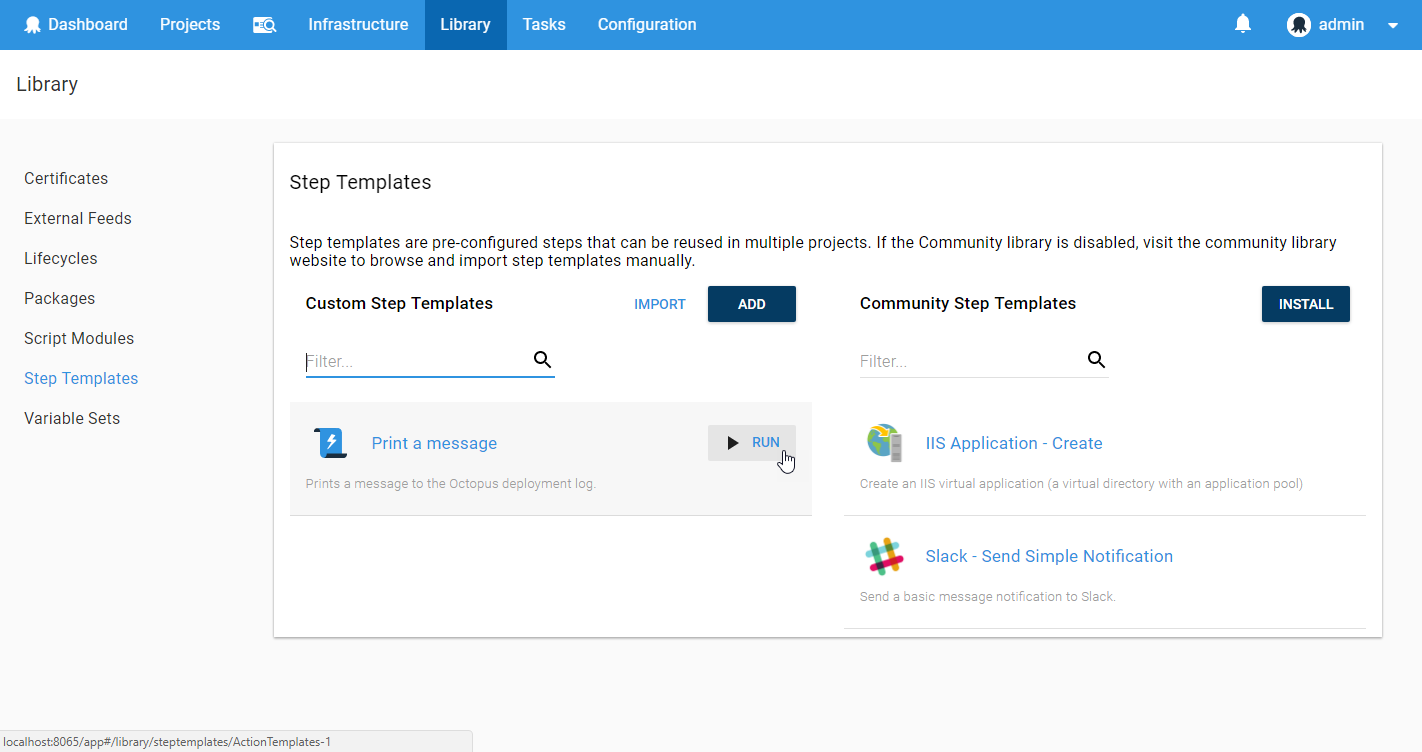 Dashboard
Projects
Infrastructure
Library
Tasks
Configuration
admin
Library
Certificates
External Feeds
Lifecycles
Packages
Script Modules
Step Templates
Variable Sets
Step Templates
Step templates are pre-configured steps that can be reused in multiple projects. If the Community library is disabled, visit the community library
website to browse and import step templates manually.
Custom Step Templates
IMPORT
ADD
Filter...
Print a message
RUN
Prints a message to the Octopus deployment log.
Community Step Templates
INSTALL
Filter...
IIS Application - Create
Create an IIS virtual application (a virtual directory with an application pool)
Slack - Send Simple Notification
Send a basic message notification to Slack.
localhost:8065/app#/library/steptemplates/ActionTemplates-1